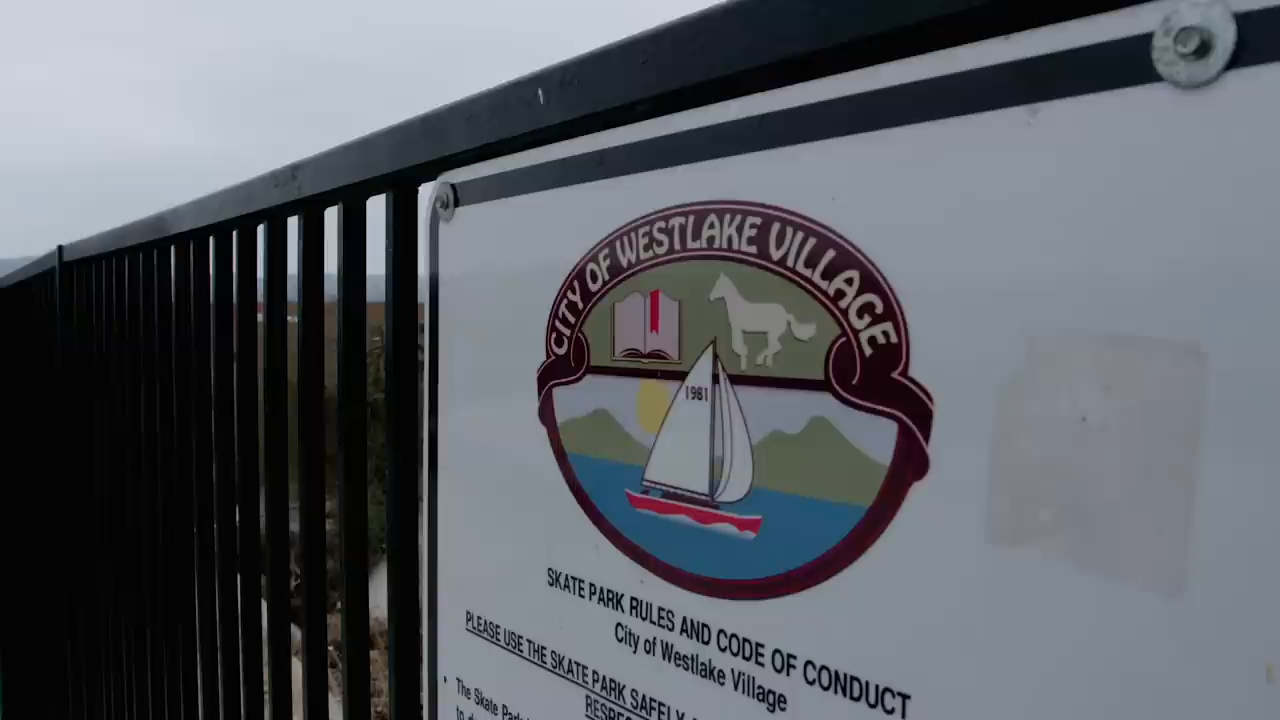 CITY OF WESTLAKE VILLAGE
1981
SKATE PARK RULES AND CODE OF CONDUCT
City of Westlake Village
PLEASE USE THE SKATE PARK SAFELY
The Skate